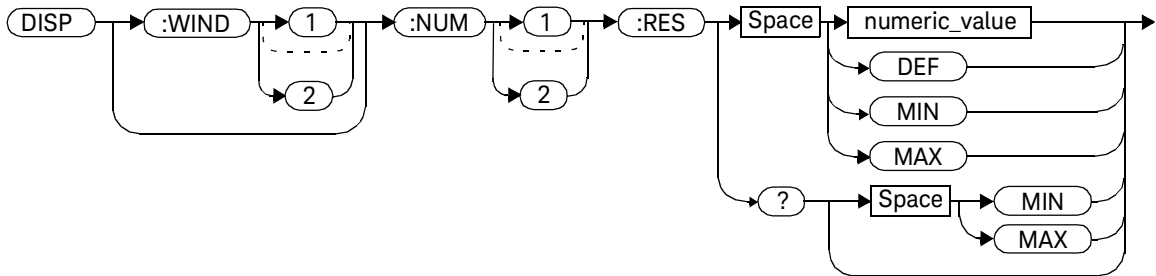 DISP :WIND 1 :NUM 1 :RES Space numeric_value
DEF
2 2 MIN
MAX
? Space MIN
MAX